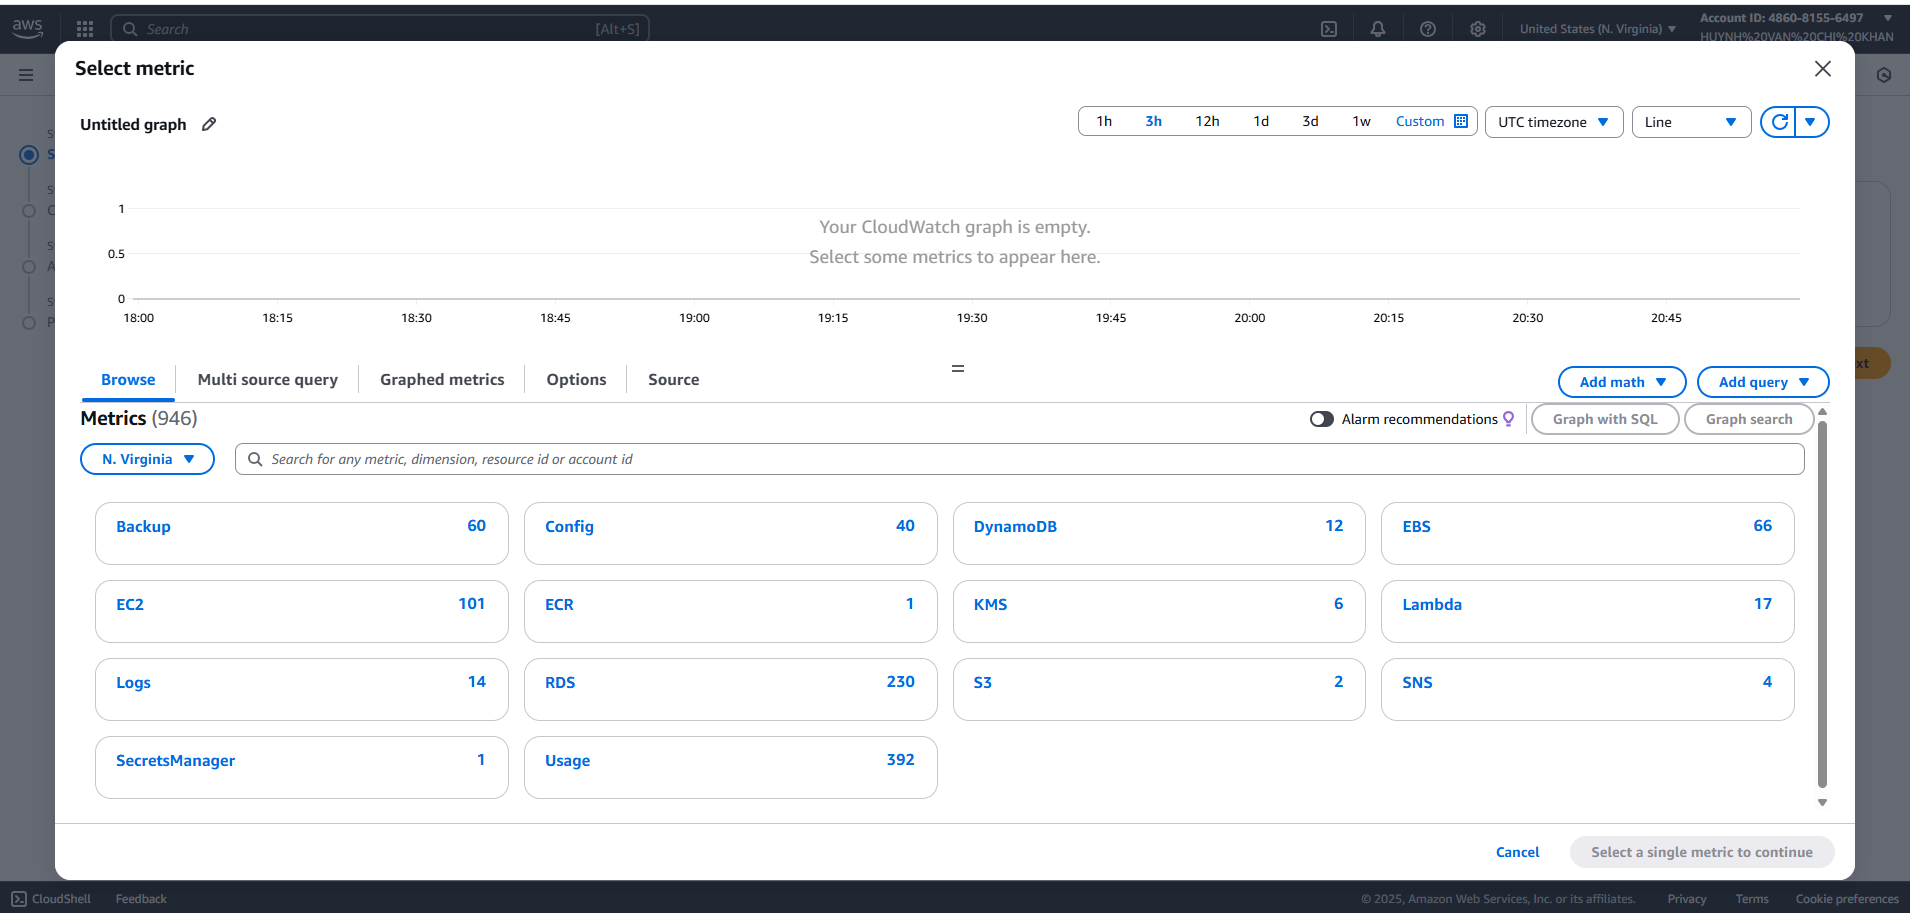 aws
Search [Alt+S]
United States (N. Virginia)
Account ID: 4860-8155-6497
HUYNH%20VAN%20CHI%20KHAN
Select metric
Untitled graph
1h 3h 12h 1d 3d 1w Custom
UTC timezone
Line
1
0.5
0
Your CloudWatch graph is empty.
Select some metrics to appear here.
18:00 18:15 18:30 18:45 19:00 19:15 19:30 19:45 20:00 20:15 20:30 20:45
Browse Multi source query Graphed metrics Options Source
Add math Add query
Metrics (946)
Alarm recommendations Graph with SQL Graph search
N. Virginia
Search for any metric, dimension, resource id or account id
Backup 60 Config 40 DynamoDB 12 EBS 66
EC2 101 ECR 1 KMS 6 Lambda 17
Logs 14 RDS 230 S3 2 SNS 4
SecretsManager 1 Usage 392
Cancel Select a single metric to continue
CloudShell Feedback © 2025, Amazon Web Services, Inc. or its affiliates. Privacy Terms Cookie preferences